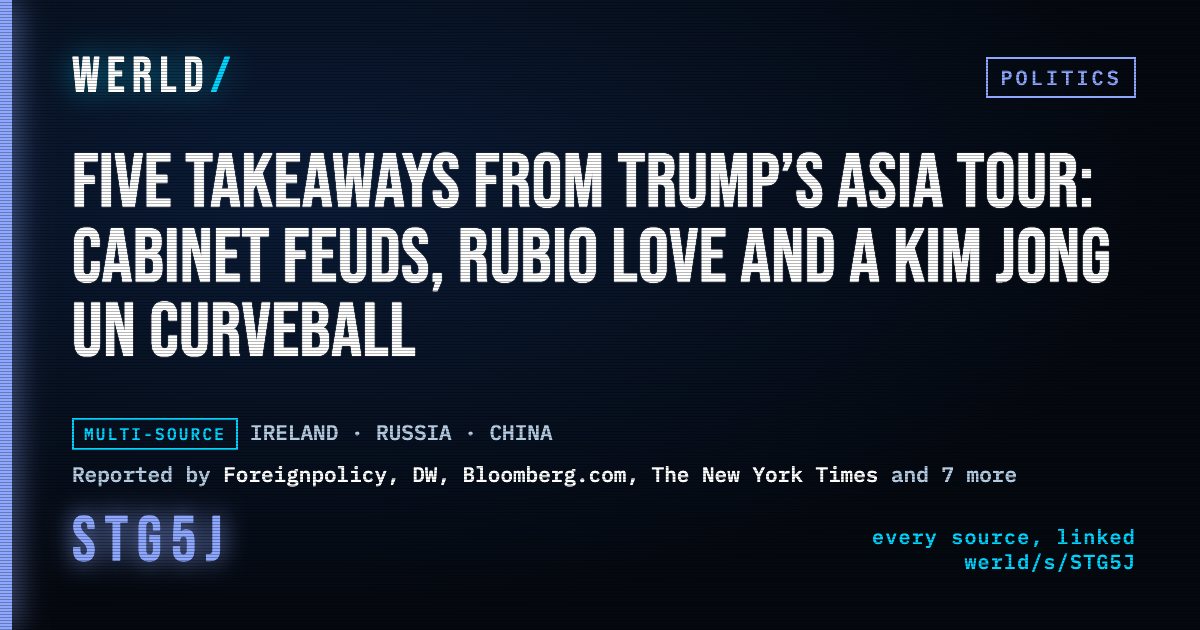 WERLD/
POLITICS
FIVE TAKEAWAYS FROM TRUMP’S ASIA TOUR:
CABINET FEUDS, RUBIO LOVE AND A KIM JONG
UN CURVEBALL
MULTI-SOURCE IRELAND · RUSSIA · CHINA
Reported by Foreignpolicy, DW, Bloomberg.com, The New York Times and 7 more
STG5J
every source, linked
werld/s/STG5J